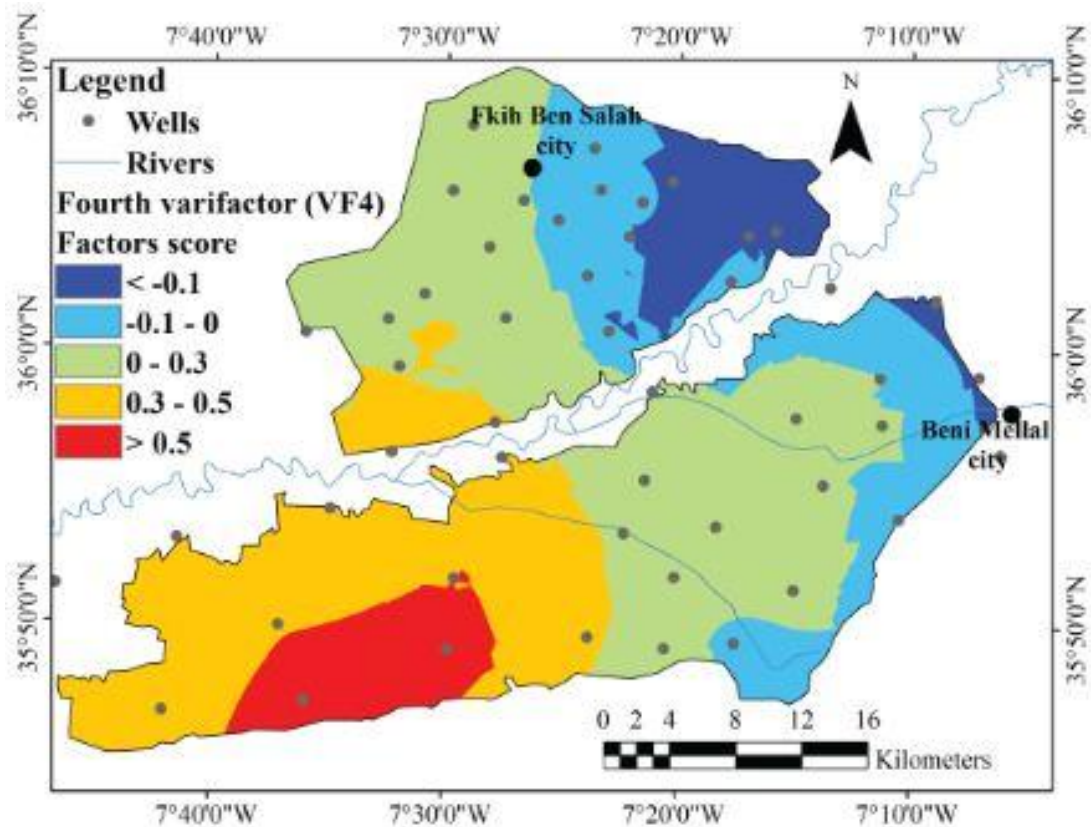 7°40'0"W 7°30'0"W 7°20'0"W 7°10'0"W
36°10'0"N
36°10'0"N
Legend
Wells
Rivers
Fourth varifactor (VF4)
Factors score
< -0.1
-0.1 - 0
0 - 0.3
0.3 - 0.5
> 0.5
N
Fkih Ben Salah
city
36°0'0"N
36°0'0"N
Beni Mellal
city
35°50'0"N
35°50'0"N
0 2 4 8 12 16
Kilometers
7°40'0"W 7°30'0"W 7°20'0"W 7°10'0"W